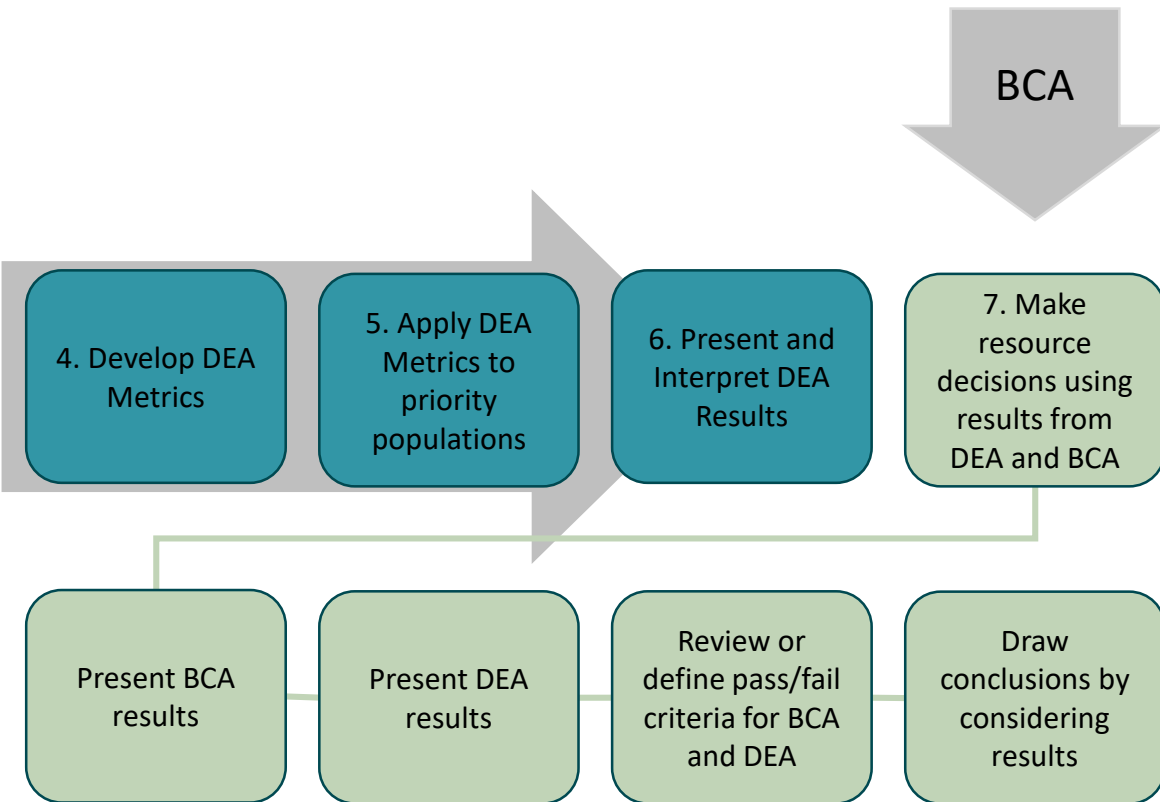 BCA
4. Develop DEA
Metrics
5. Apply DEA
Metrics to
priority
populations
6. Present and
Interpret DEA
Results
7. Make
resource
decisions using
results from
DEA and BCA
Present BCA
results
Present DEA
results
Review or
define pass/fail
criteria for BCA
and DEA
Draw
conclusions by
considering
results